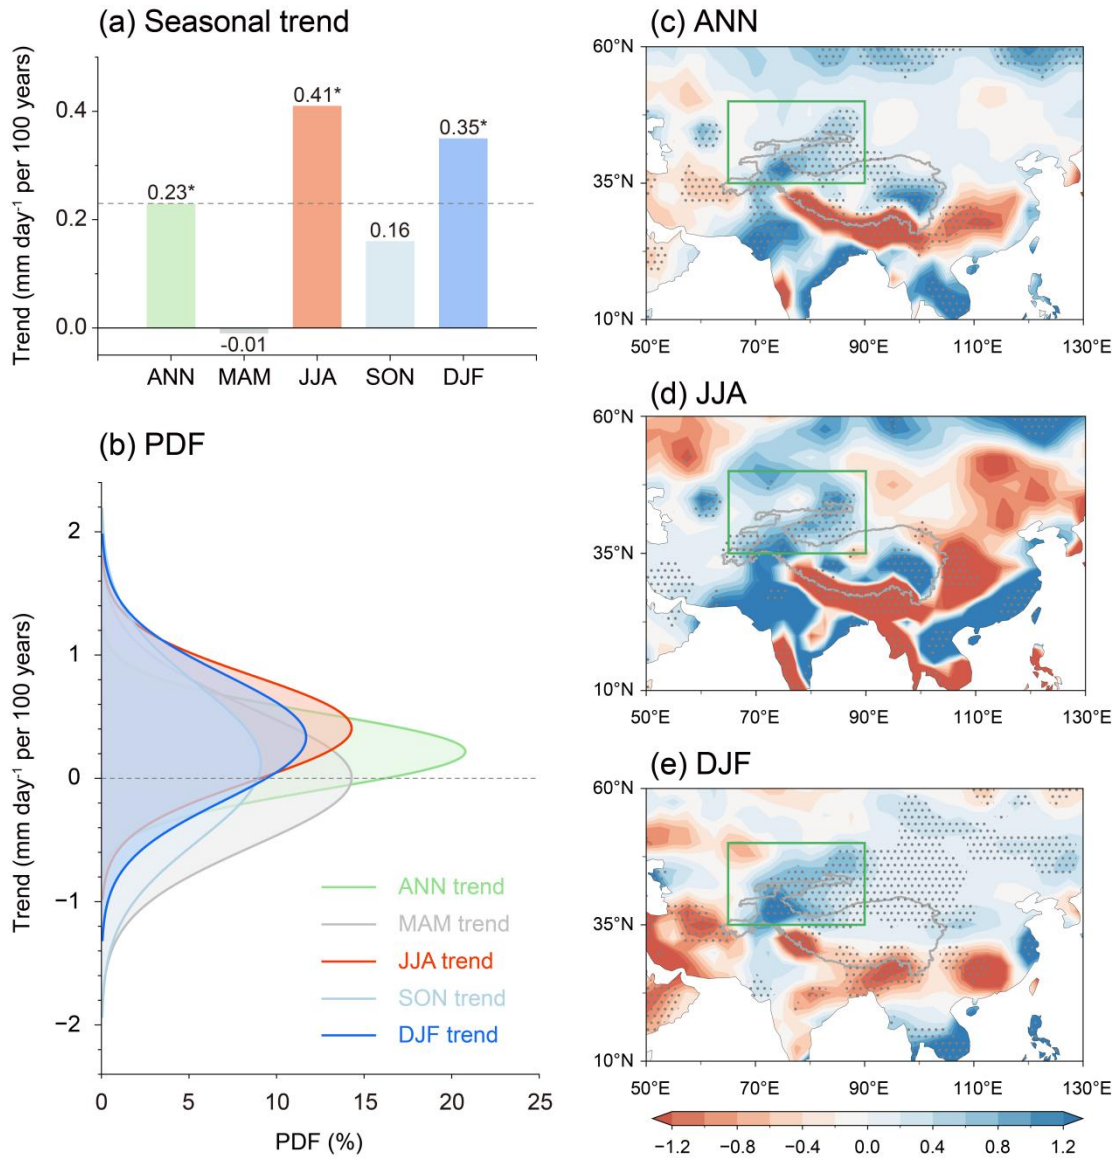 (a) Seasonal trend
Trend (mm day⁻¹ per 100 years)
0.4
0.2
0.0
0.23*
-0.01
0.41*
0.16
0.35*
ANN MAM JJA SON DJF
(b) PDF
Trend (mm day⁻¹ per 100 years)
2
1
0
−1
−2
ANN trend
MAM trend
JJA trend
SON trend
DJF trend
0 5 10 15 20 25
PDF (%)
(c) ANN
60°N
35°N
10°N
50°E 70°E 90°E 110°E 130°E
(d) JJA
60°N
35°N
10°N
50°E 70°E 90°E 110°E 130°E
(e) DJF
60°N
35°N
10°N
50°E 70°E 90°E 110°E 130°E
−1.2 −0.8 −0.4 0.0 0.4 0.8 1.2